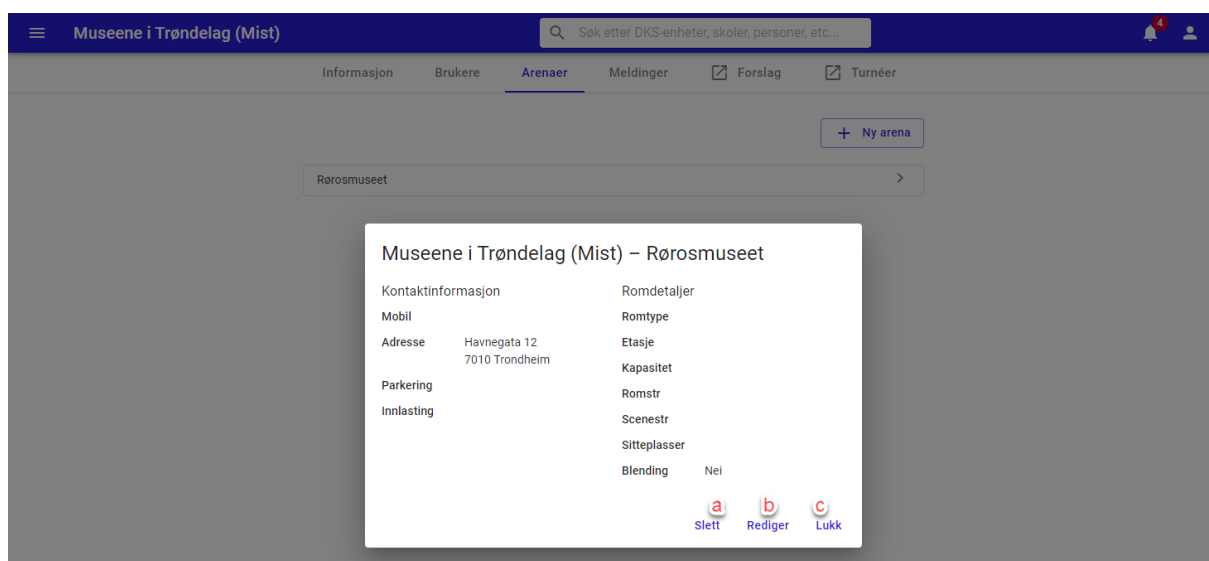 Museene i Trøndelag (Mist)
Søk etter DKS-enheter, skoler, personer, etc...
4
Informasjon Brukere Arenaer Meldinger Forslag Turnéer
+ Ny arena
Rørosmuseet
Museene i Trøndelag (Mist) – Rørosmuseet
Kontaktinformasjon
Mobil
Adresse Havnegata 12
7010 Trondheim
Parkering
Innlasting
Romdetaljer
Romtype
Etasje
Kapasitet
Romstr
Scenestr
Sitteplasser
Blending Nei
a b c
Slett Rediger Lukk